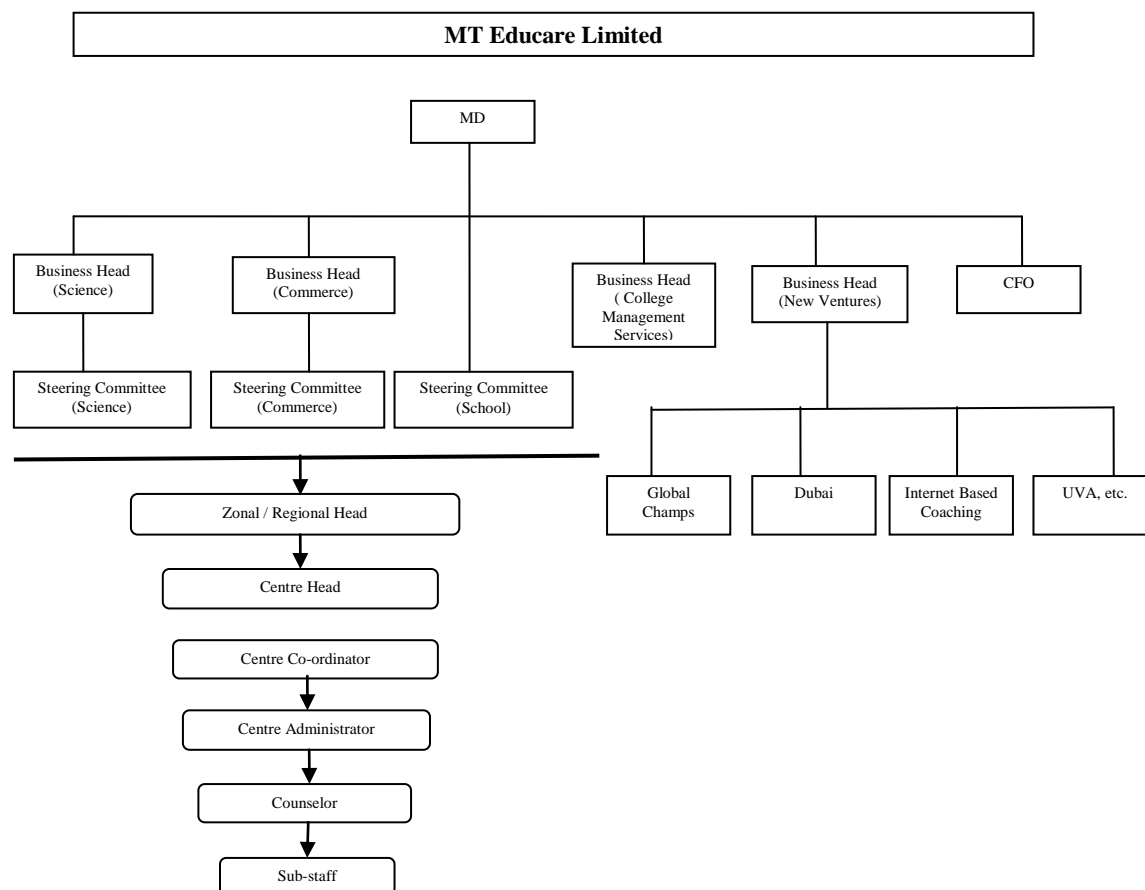 MT Educare Limited
MD
Business Head
(Science)
Business Head
(Commerce)
Business Head
( College
Management
Services)
Business Head
(New Ventures)
CFO
Steering Committee
(Science)
Steering Committee
(Commerce)
Steering Committee
(School)
Global
Champs
Dubai
Internet Based
Coaching
UVA, etc.
Zonal / Regional Head
Centre Head
Centre Co-ordinator
Centre Administrator
Counselor
Sub-staff